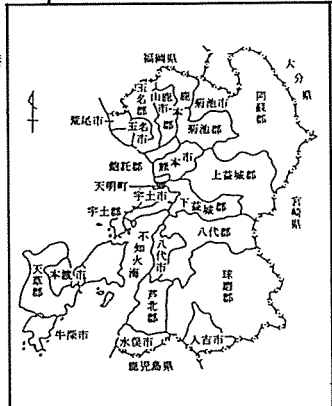 福岡県
大分県
玉名郡
山鹿市
鹿本郡
菊池市
阿蘇郡
荒尾市
玉名市
菊池郡
飽托郡
熊本市
上益城郡
天明町
宇土市
下益城郡
宮崎県
宇土郡
八代郡
不知火海
八代市
天草郡
本渡市
球磨郡
芦北郡
牛深市
水俣市
人吉市
鹿児島県